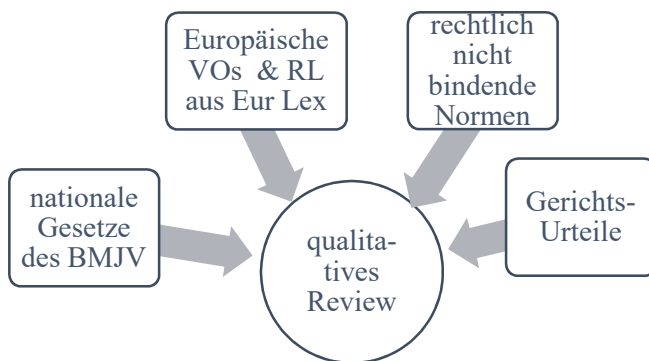 Europäische
VOs & RL
aus Eur Lex
rechtlich
nicht
bindende
Normen
nationale
Gesetze
des BMJV
qualita-
tives
Review
Gerichts-
Urteile